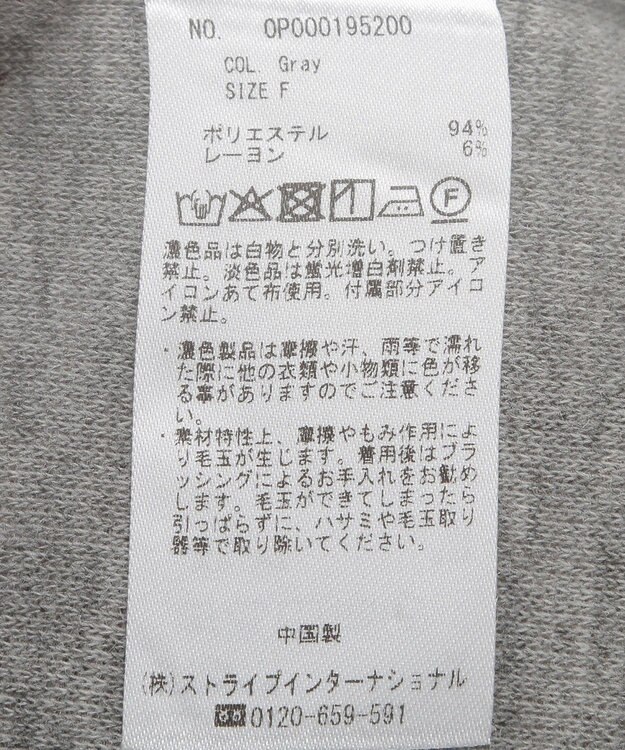 NO. OP000195200
COL. Gray
SIZE F
ポリエステル 94%
レーヨン 6%
F
濃色品は白物と分別洗い。つけ置き
禁止。淡色品は蛍光増白剤禁止。ア
イロンあて布使用。付属部分アイロ
ン禁止。
・濃色製品は摩擦や汗、雨等で濡れ
た際に他の衣類や小物類に色が移
る事がありますのでご注意くださ
い。
・素材特性上、摩擦やもみ作用によ
り毛玉が生じます。着用後はブラ
ッシングによるお手入れをお勧め
します。毛玉ができてしまったら
引っぱらずに、ハサミや毛玉取り
器等で取り除いてください。
中国製
(株)ストライプインターナショナル
0120-659-591